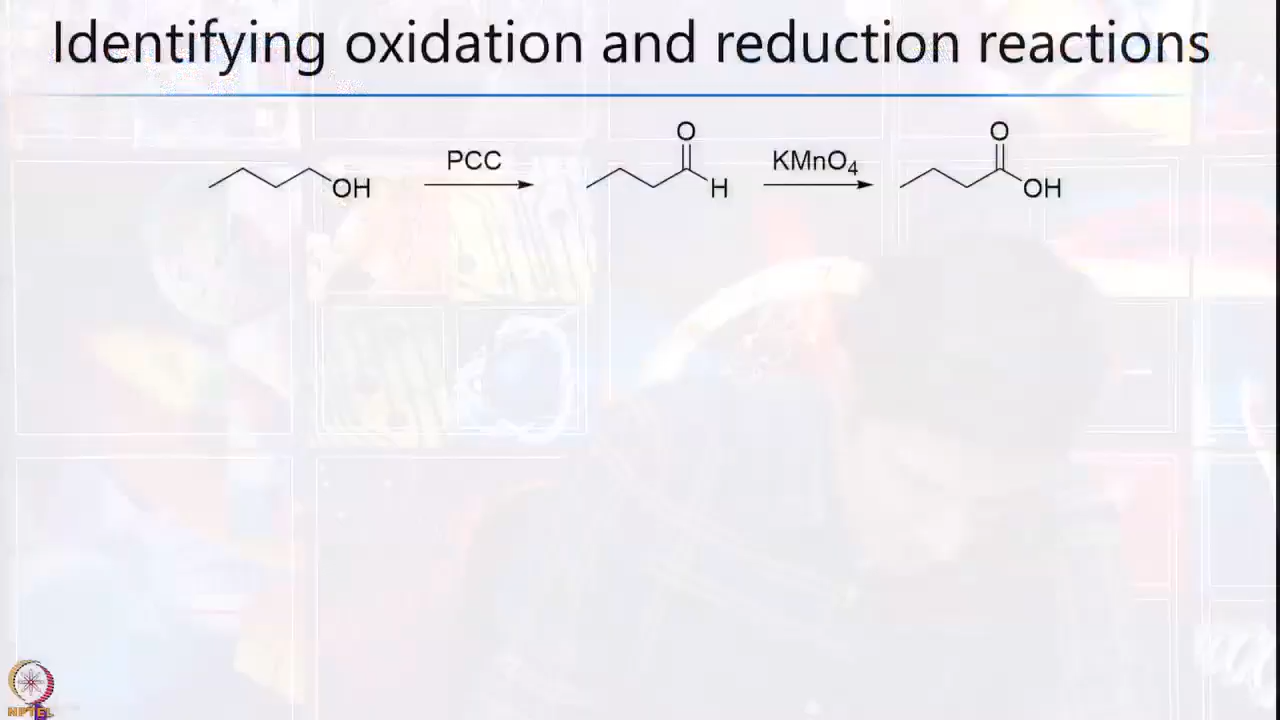 Identifying oxidation and reduction reactions
O O
PCC KMnO₄
OH H OH
NPTEL